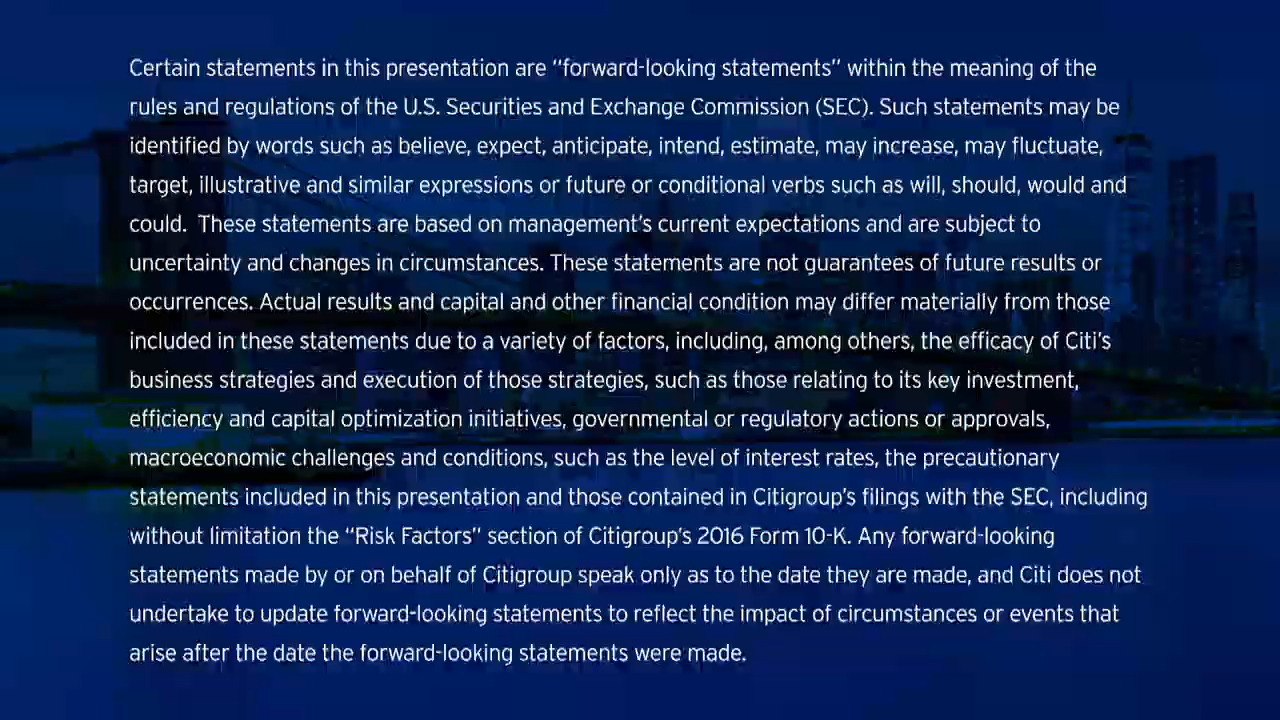 Certain statements in this presentation are “forward-looking statements” within the meaning of the
rules and regulations of the U.S. Securities and Exchange Commission (SEC). Such statements may be
identified by words such as believe, expect, anticipate, intend, estimate, may increase, may fluctuate,
target, illustrative and similar expressions or future or conditional verbs such as will, should, would and
could.  These statements are based on management’s current expectations and are subject to
uncertainty and changes in circumstances. These statements are not guarantees of future results or
occurrences. Actual results and capital and other financial condition may differ materially from those
included in these statements due to a variety of factors, including, among others, the efficacy of Citi’s
business strategies and execution of those strategies, such as those relating to its key investment,
efficiency and capital optimization initiatives, governmental or regulatory actions or approvals,
macroeconomic challenges and conditions, such as the level of interest rates, the precautionary
statements included in this presentation and those contained in Citigroup’s filings with the SEC, including
without limitation the “Risk Factors” section of Citigroup’s 2016 Form 10-K. Any forward-looking
statements made by or on behalf of Citigroup speak only as to the date they are made, and Citi does not
undertake to update forward-looking statements to reflect the impact of circumstances or events that
arise after the date the forward-looking statements were made.